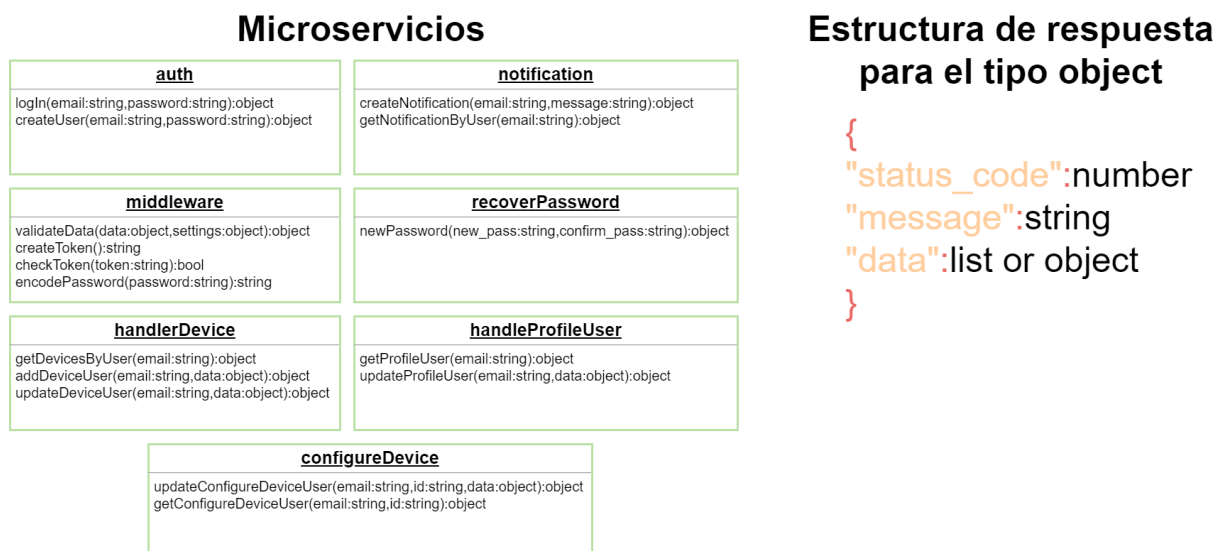 Microservicios
auth
logIn(email:string,password:string):object
createUser(email:string,password:string):object
notification
createNotification(email:string,message:string):object
getNotificationByUser(email:string):object
middleware
validateData(data:object,settings:object):object
createToken():string
checkToken(token:string):bool
encodePassword(password:string):string
recoverPassword
newPassword(new_pass:string,confirm_pass:string):object
handlerDevice
getDevicesByUser(email:string):object
addDeviceUser(email:string,data:object):object
updateDeviceUser(email:string,data:object):object
handleProfileUser
getProfileUser(email:string):object
updateProfileUser(email:string,data:object):object
configureDevice
updateConfigureDeviceUser(email:string,id:string,data:object):object
getConfigureDeviceUser(email:string,id:string):object
Estructura de respuesta
para el tipo object
{
"status_code":number
"message":string
"data":list or object
}